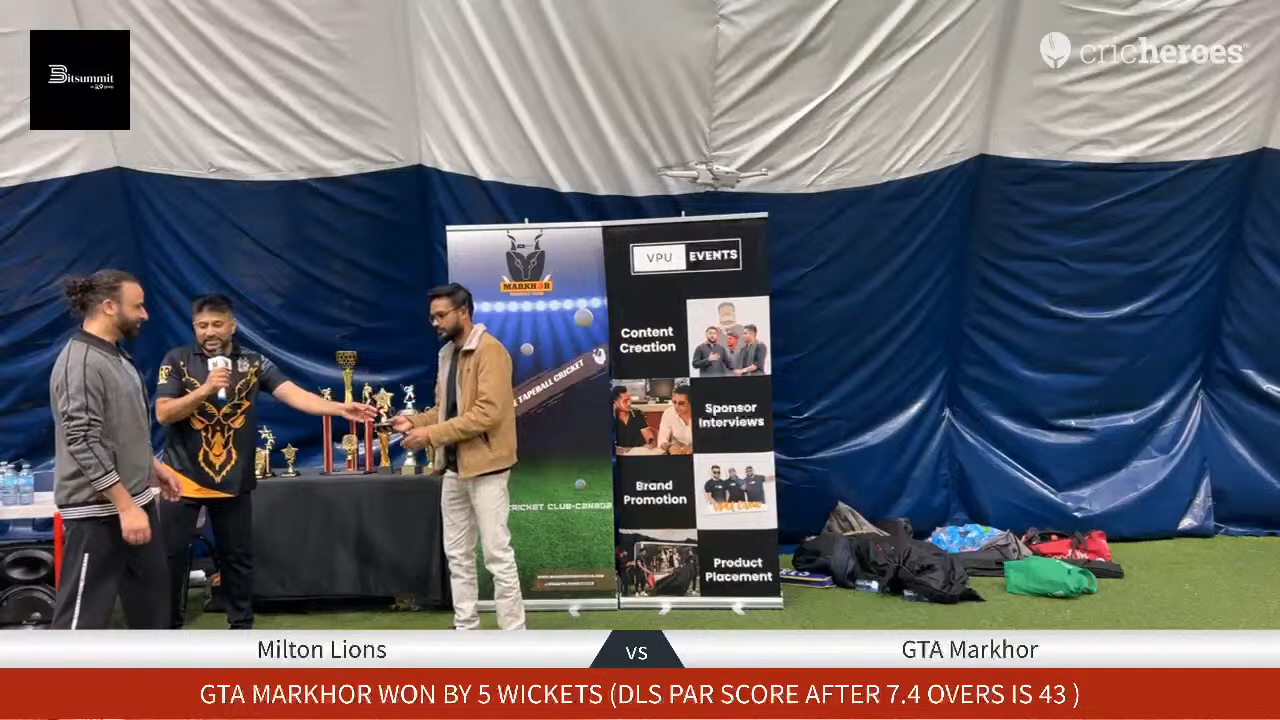 Bitsummit
cricheroes
VPU EVENTS
MARKHOR
Content
Creation
TAPEBALL CRICKET
Sponsor
Interviews
Brand
Promotion
CRICKET CLUB-CANADA
Product
Placement
Milton Lions
vs
GTA Markhor
GTA MARKHOR WON BY 5 WICKETS (DLS PAR SCORE AFTER 7.4 OVERS IS 43 )